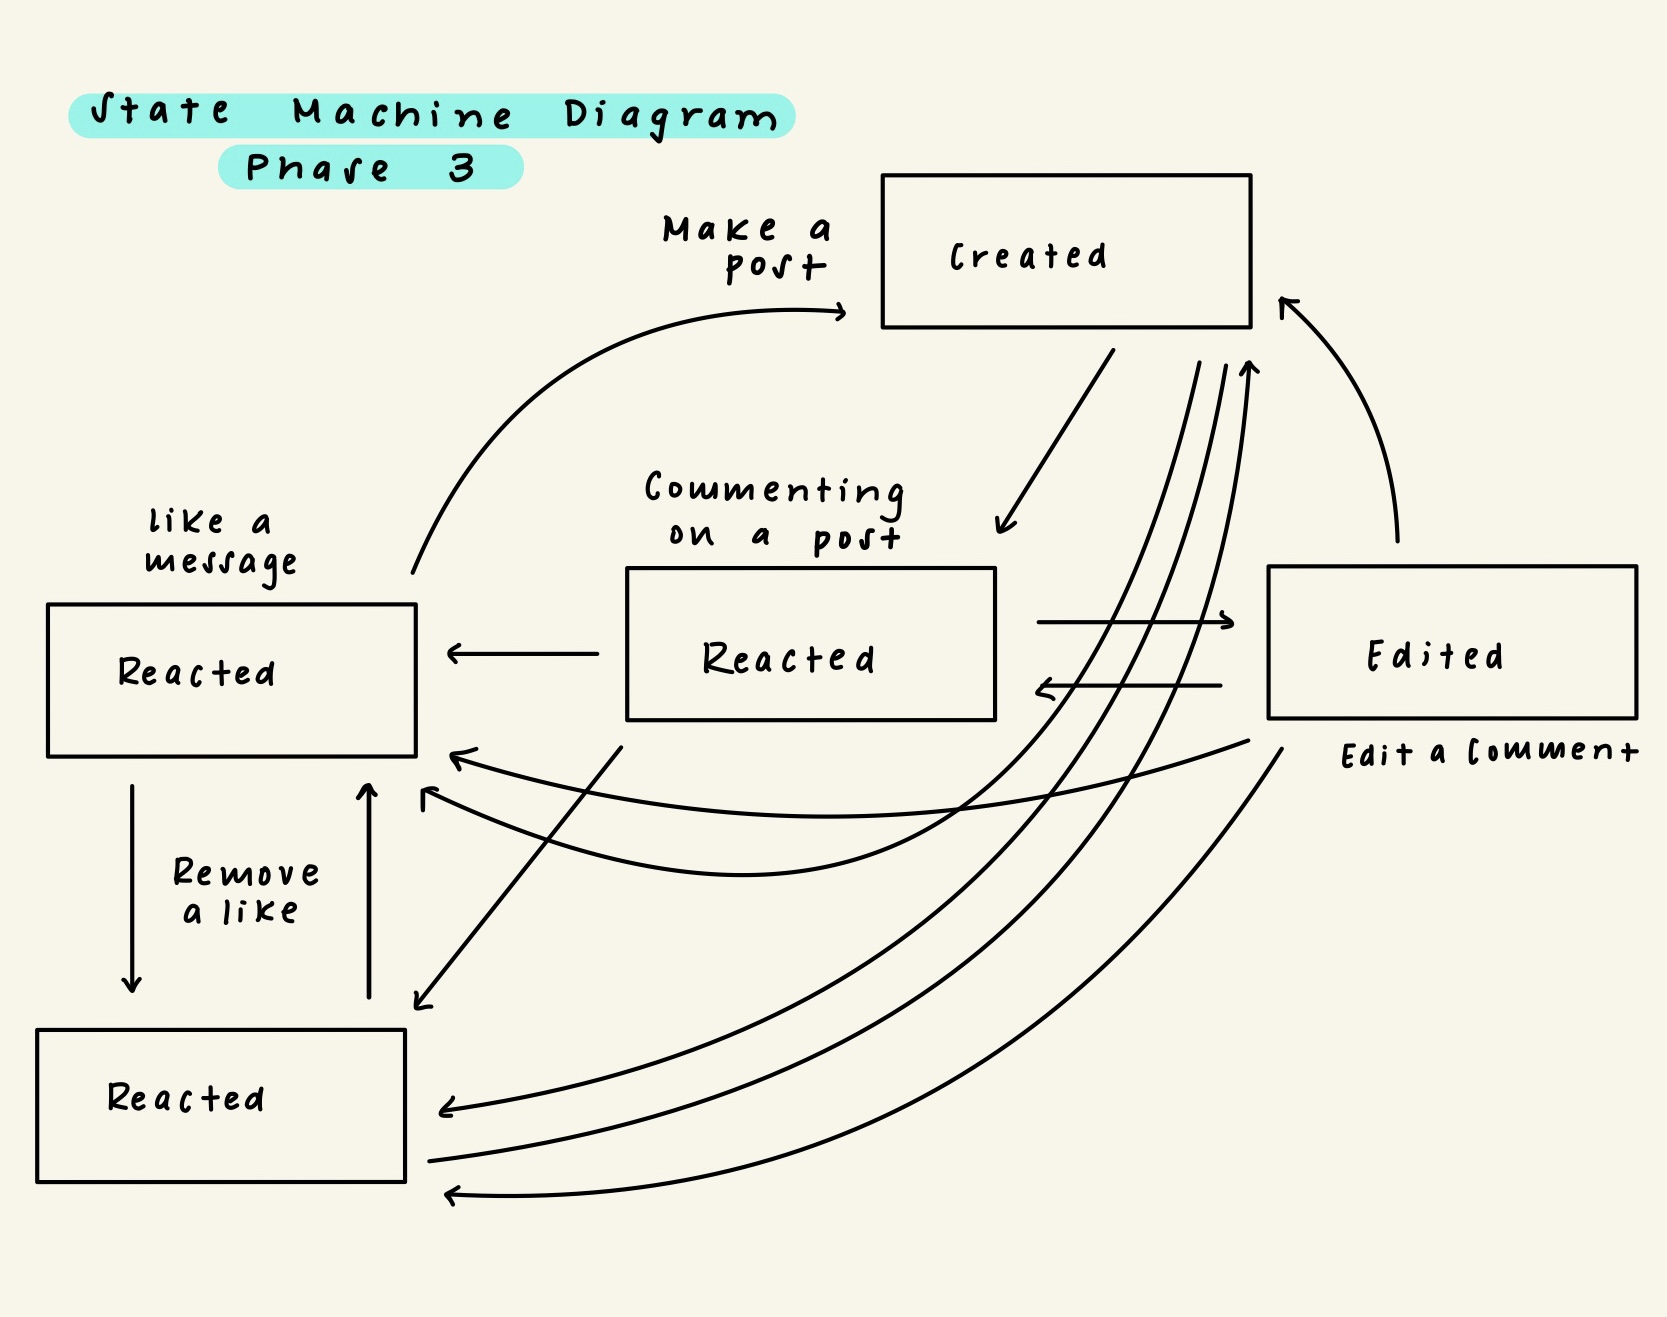 State Machine Diagram
Phase 3
Make a
post
Created
Commenting
on a post
like a
message
Reacted
Reacted
Edited
Edit a Comment
Remove
a like
Reacted